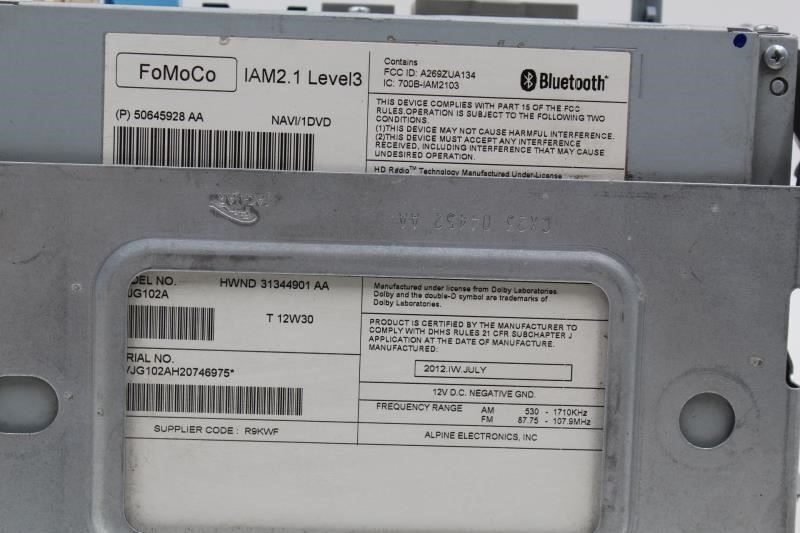 FoMoCo
IAM2.1 Level3
(P) 50645928 AA
NAVI/1DVD
Contains
FCC ID: A269ZUA134
IC: 700B-IAM2103
Bluetooth
THIS DEVICE COMPLIES WITH PART 15 OF THE FCC
RULES.OPERATION IS SUBJECT TO THE FOLLOWING TWO
CONDITIONS.
(1)THIS DEVICE MAY NOT CAUSE HARMFUL INTERFERENCE.
(2)THIS DEVICE MUST ACCEPT ANY INTERFERENCE
RECEIVED, INCLUDING INTERFERENCE THAT MAY CAUSE
UNDESIRED OPERATION.
HD Radio™ Technology Manufactured Under-License
CX23 04452 AA
DEL NO.
JG102A
HWND 31344901 AA
T 12W30
RIAL NO.
VJG102AH20746975*
SUPPLIER CODE : R9KWF
Manufactured under license from Dolby Laboratories.
Dolby and the double-D symbol are trademarks of
Dolby Laboratories.
PRODUCT IS CERTIFIED BY THE MANUFACTURER TO
COMPLY WITH DHHS RULES 21 CFR SUBCHAPTER J
APPLICATION AT THE DATE OF MANUFACTURE.
MANUFACTURED:
2012.IW.JULY
12V D.C. NEGATIVE GND.
FREQUENCY RANGE AM 530 - 1710KHz
FM 87.75 - 107.9MHz
ALPINE ELECTRONICS, INC